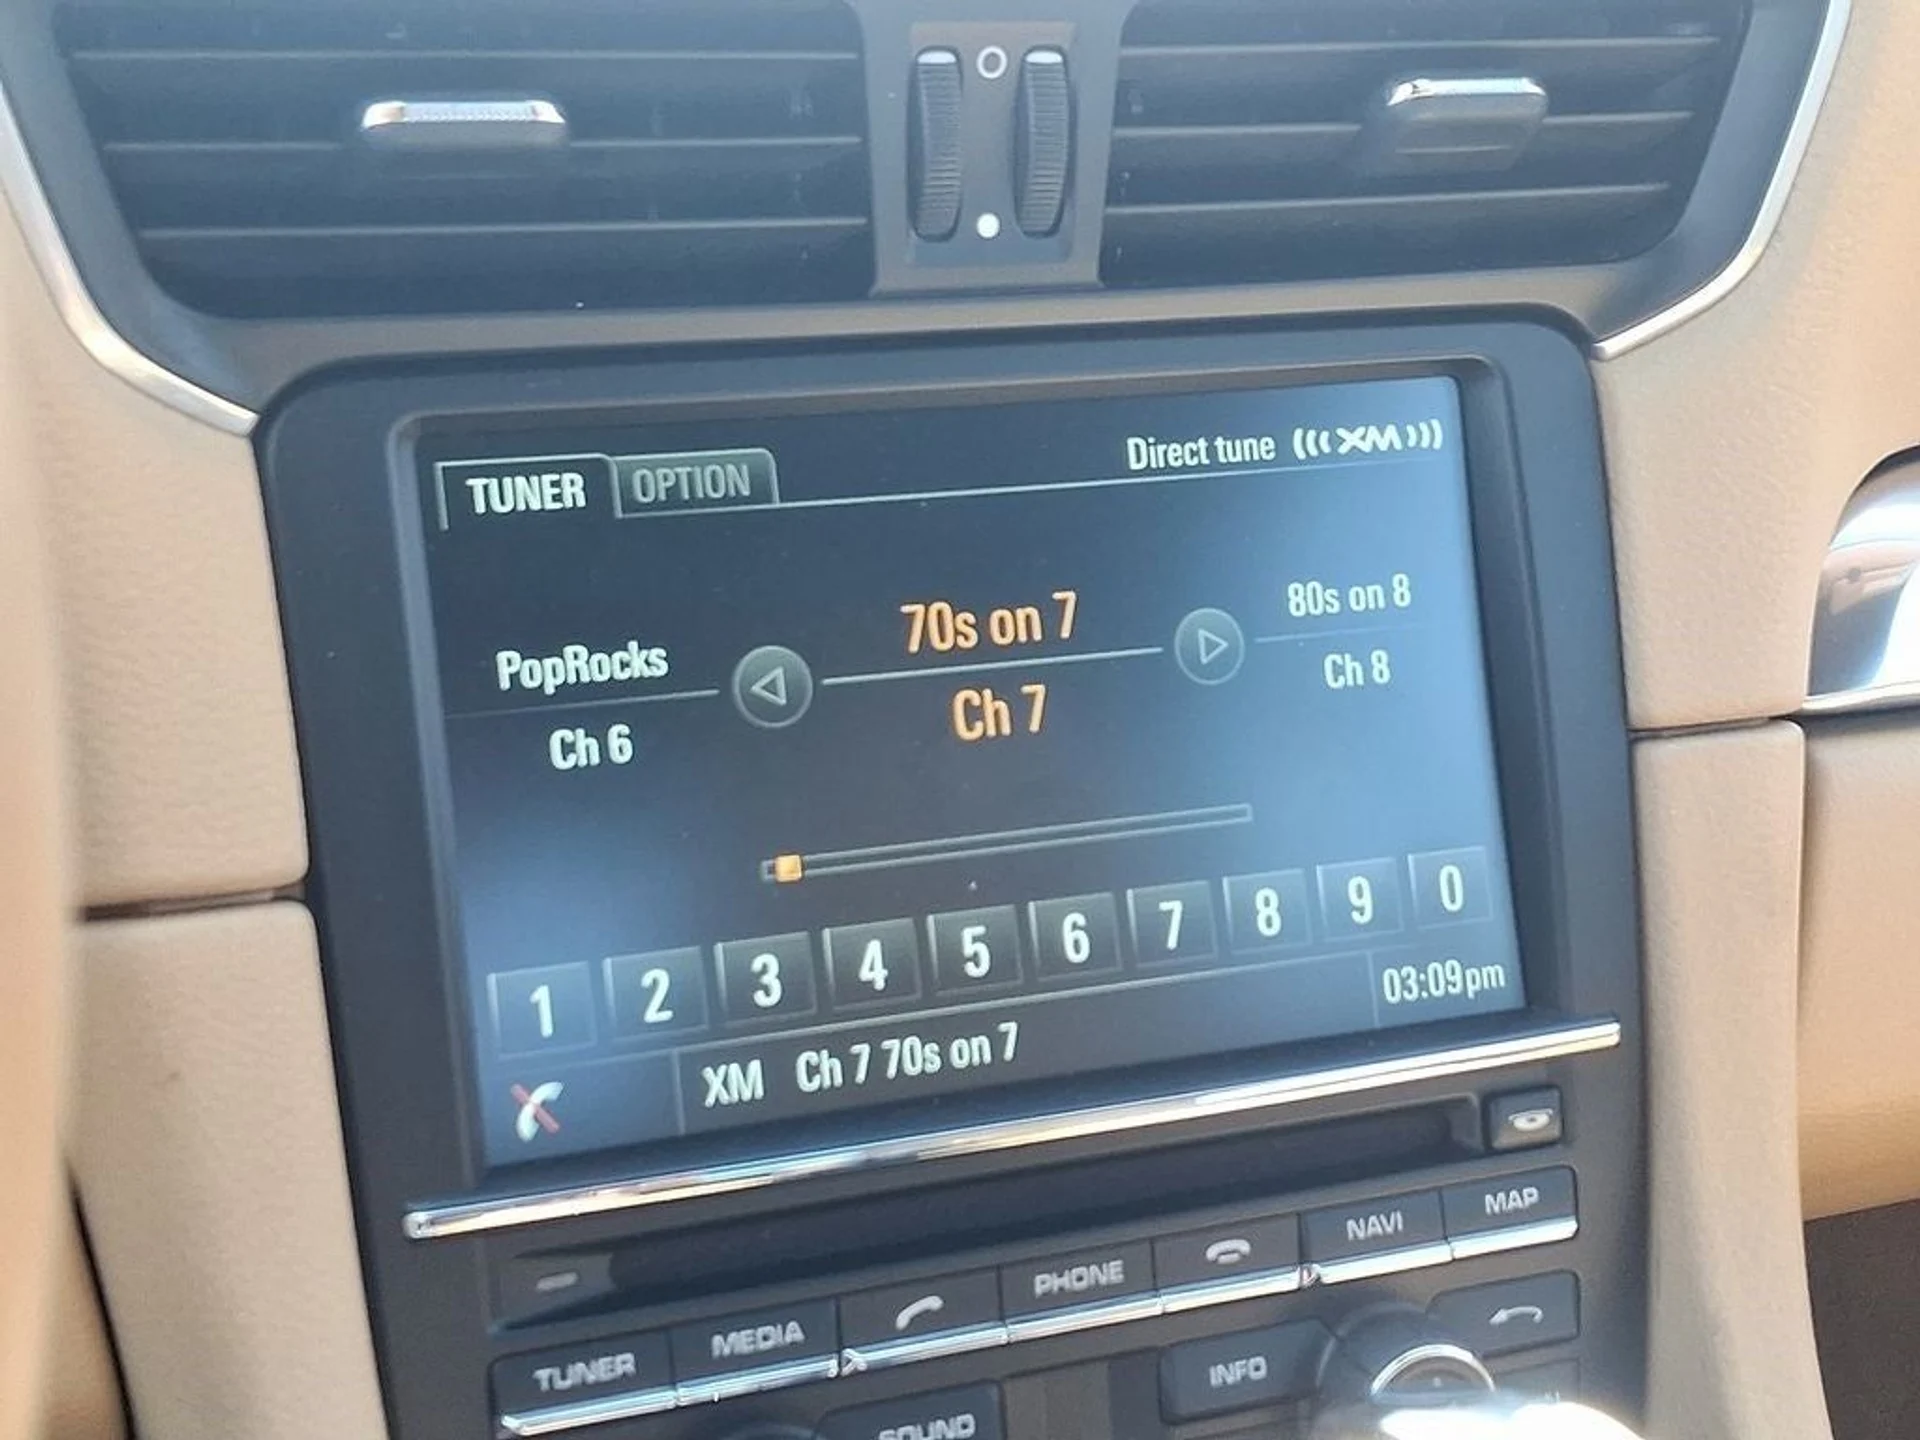 TUNER OPTION Direct tune ((( XM )))
PopRocks 70s on 7 80s on 8
Ch 6 Ch 7 Ch 8
1 2 3 4 5 6 7 8 9 0
XM Ch 7 70s on 7 03:09pm
TUNER MEDIA PHONE NAVI MAP
SOUND INFO